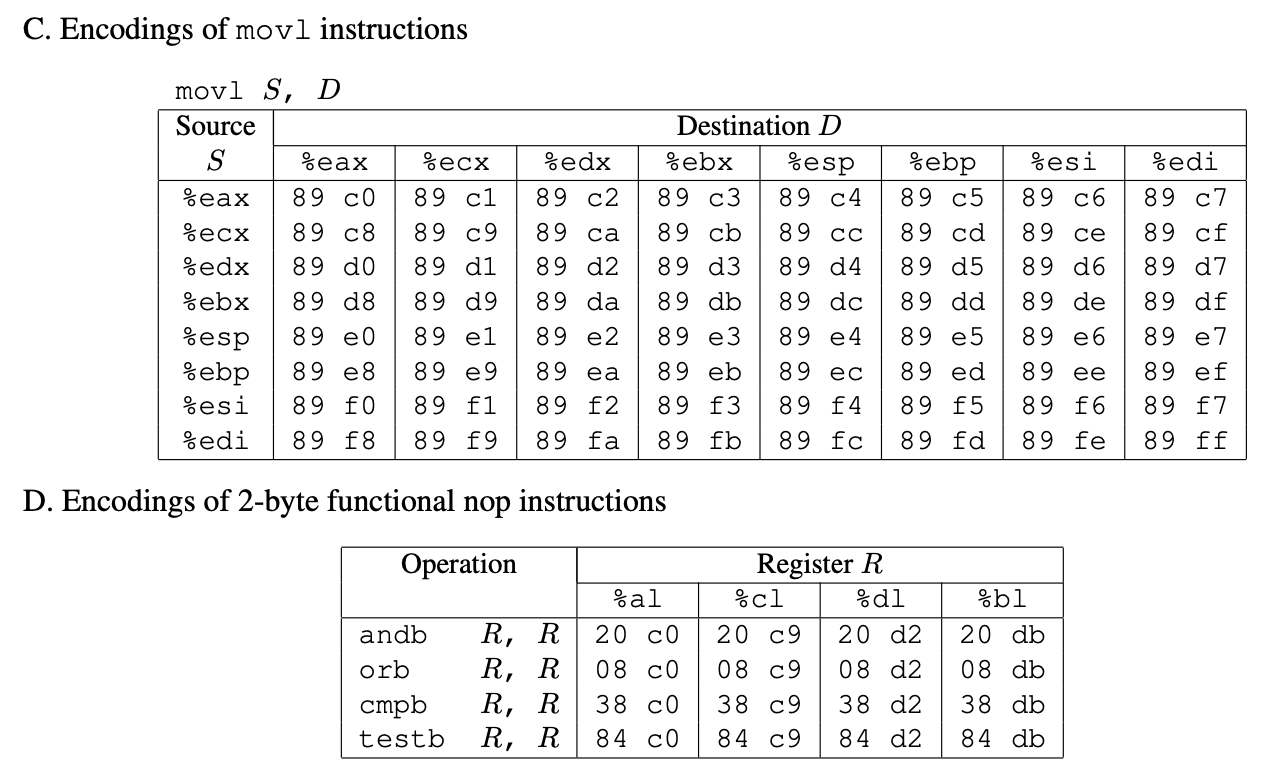 C. Encodings of movl instructions
movl S, D
Source Destination D
S %eax %ecx %edx %ebx %esp %ebp %esi %edi
%eax 89 c0 89 c1 89 c2 89 c3 89 c4 89 c5 89 c6 89 c7
%ecx 89 c8 89 c9 89 ca 89 cb 89 cc 89 cd 89 ce 89 cf
%edx 89 d0 89 d1 89 d2 89 d3 89 d4 89 d5 89 d6 89 d7
%ebx 89 d8 89 d9 89 da 89 db 89 dc 89 dd 89 de 89 df
%esp 89 e0 89 e1 89 e2 89 e3 89 e4 89 e5 89 e6 89 e7
%ebp 89 e8 89 e9 89 ea 89 eb 89 ec 89 ed 89 ee 89 ef
%esi 89 f0 89 f1 89 f2 89 f3 89 f4 89 f5 89 f6 89 f7
%edi 89 f8 89 f9 89 fa 89 fb 89 fc 89 fd 89 fe 89 ff
D. Encodings of 2-byte functional nop instructions
Operation Register R
%al %cl %dl %bl
andb R, R 20 c0 20 c9 20 d2 20 db
orb R, R 08 c0 08 c9 08 d2 08 db
cmpb R, R 38 c0 38 c9 38 d2 38 db
testb R, R 84 c0 84 c9 84 d2 84 db